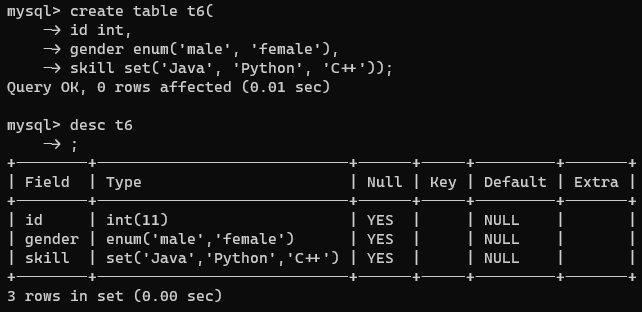 mysql> create table t6(
    -> id int,
    -> gender enum('male', 'female'),
    -> skill set('Java', 'Python', 'C++'));
Query OK, 0 rows affected (0.01 sec)

mysql> desc t6
    -> ;
+--------+----------------------------+------+-----+---------+-------+
| Field  | Type                       | Null | Key | Default | Extra |
+--------+----------------------------+------+-----+---------+-------+
| id     | int(11)                    | YES  |     | NULL    |       |
| gender | enum('male','female')      | YES  |     | NULL    |       |
| skill  | set('Java','Python','C++') | YES  |     | NULL    |       |
+--------+----------------------------+------+-----+---------+-------+
3 rows in set (0.00 sec)